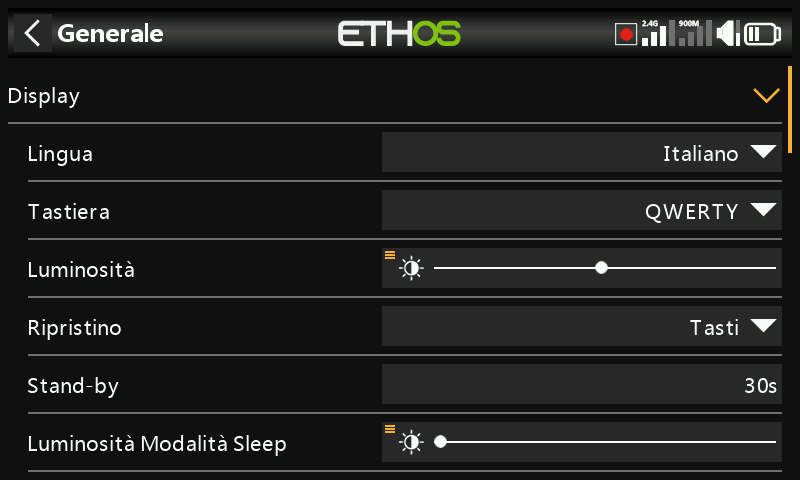 Generale
ETHOS
2.4G
900M
Display
Lingua
Italiano
Tastiera
QWERTY
Luminosità
Ripristino
Tasti
Stand-by
30s
Luminosità Modalità Sleep